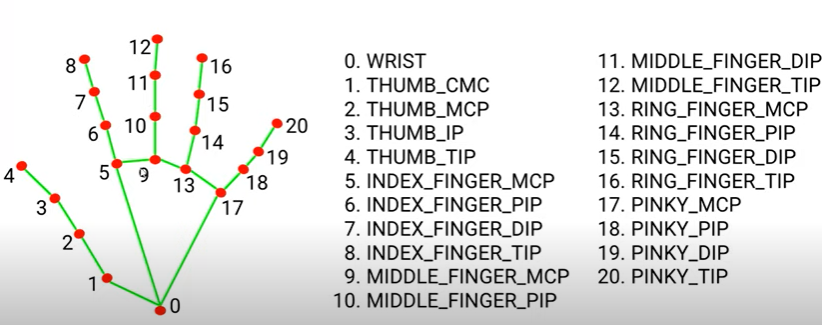 12
8
16
11
7
15
6
10
20
14
5
9
19
4
13
18
3
17
2
1
0
0. WRIST
1. THUMB_CMC
2. THUMB_MCP
3. THUMB_IP
4. THUMB_TIP
5. INDEX_FINGER_MCP
6. INDEX_FINGER_PIP
7. INDEX_FINGER_DIP
8. INDEX_FINGER_TIP
9. MIDDLE_FINGER_MCP
10. MIDDLE_FINGER_PIP
11. MIDDLE_FINGER_DIP
12. MIDDLE_FINGER_TIP
13. RING_FINGER_MCP
14. RING_FINGER_PIP
15. RING_FINGER_DIP
16. RING_FINGER_TIP
17. PINKY_MCP
18. PINKY_PIP
19. PINKY_DIP
20. PINKY_TIP